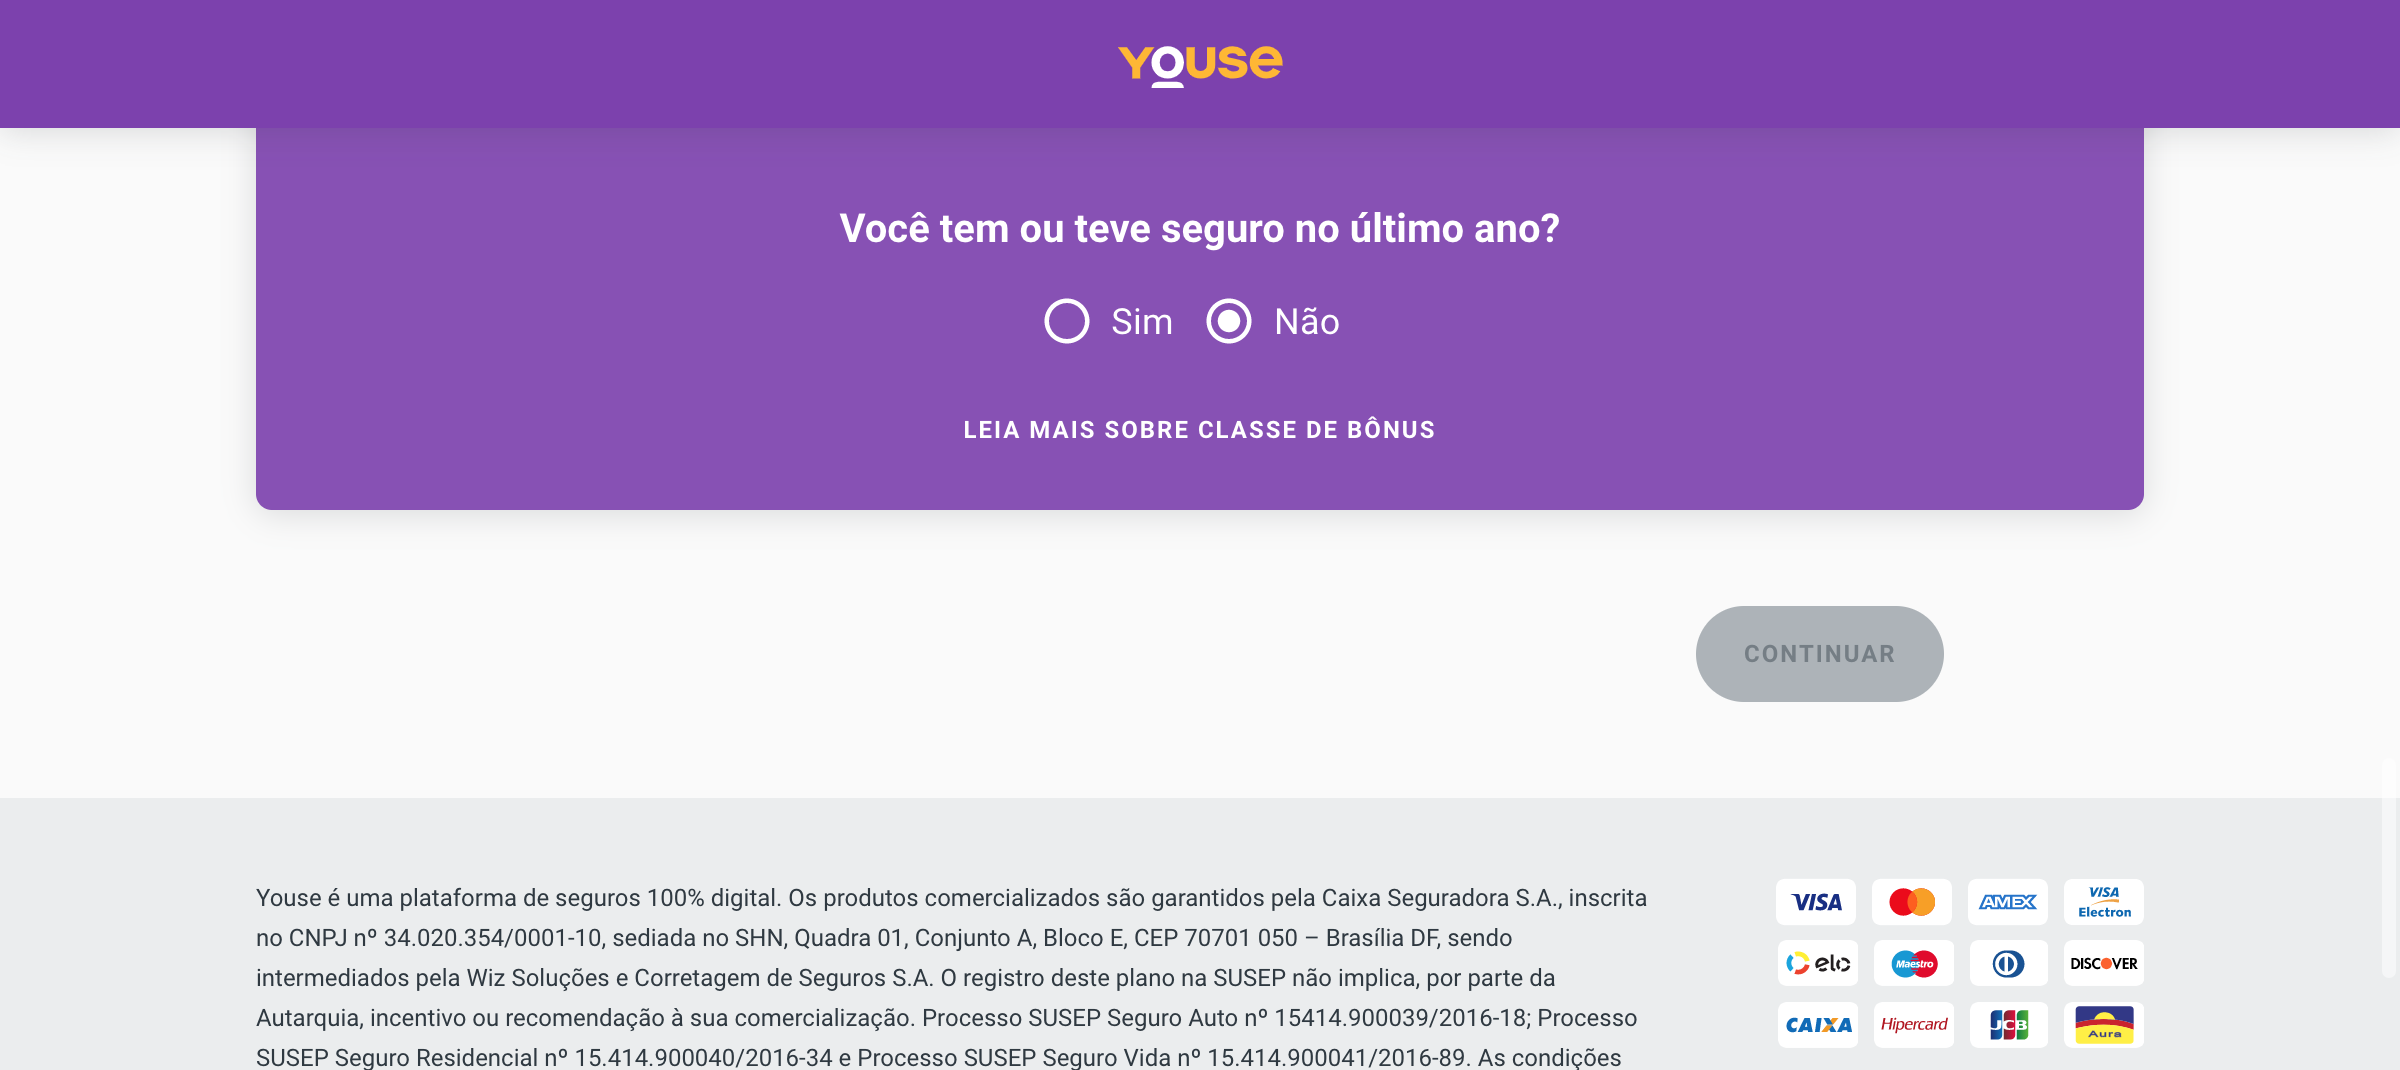 YOUSE
Você tem ou teve seguro no último ano?
Sim Não
LEIA MAIS SOBRE CLASSE DE BÔNUS
CONTINUAR
Youse é uma plataforma de seguros 100% digital. Os produtos comercializados são garantidos pela Caixa Seguradora S.A., inscrita
no CNPJ nº 34.020.354/0001-10, sediada no SHN, Quadra 01, Conjunto A, Bloco E, CEP 70701 050 – Brasília DF, sendo
intermediados pela Wiz Soluções e Corretagem de Seguros S.A. O registro deste plano na SUSEP não implica, por parte da
Autarquia, incentivo ou recomendação à sua comercialização. Processo SUSEP Seguro Auto nº 15414.900039/2016-18; Processo
SUSEP Seguro Residencial nº 15.414.900040/2016-34 e Processo SUSEP Seguro Vida nº 15.414.900041/2016-89. As condições
VISA AMEX VISA Electron
elo Maestro DISCOVER
CAIXA Hipercard JCB Aura